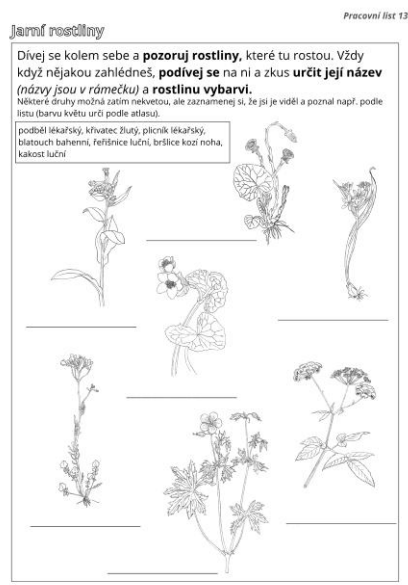 Pracovní list 13
Jarní rostliny
Dívej se kolem sebe a pozoruj rostliny, které tu rostou. Vždy
když nějakou zahlédneš, podívej se na ni a zkus určit její název
(názvy jsou v rámečku) a rostlinu vybarvi.
Některé druhy možná zatím nekvetou, ale zaznamenej si, že jsi je viděl a poznal např. podle
listu (barvu květu urči podle atlasu).
podběl lékařský, křivatec žlutý, plicník lékařský,
blatouch bahenní, řeřišnice luční, bršlice kozí noha,
kakost luční